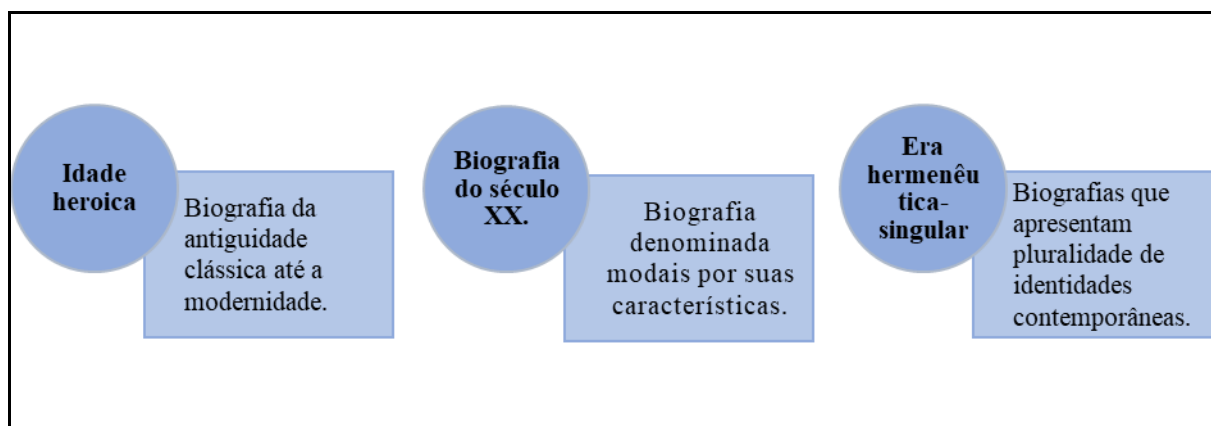 Idade
heroica
Biografia da
antiguidade
clássica até a
modernidade.
Biografia
do século
XX.
Biografia
denominada
modais por suas
características.
Era
hermenêu
tica-
singular
Biografias que
apresentam
pluralidade de
identidades
contemporâneas.